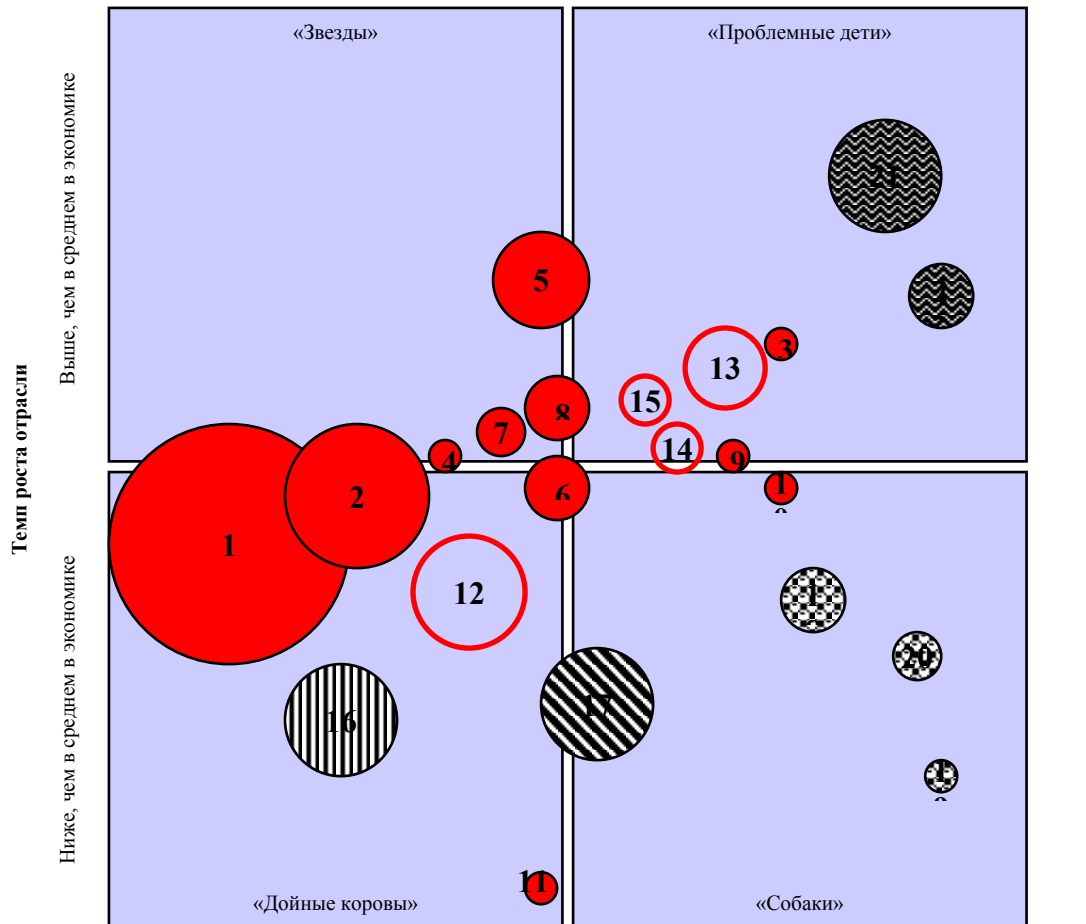 «Звезды»
«Проблемные дети»
Темп роста отрасли
Выше, чем в среднем в экономике
Ниже, чем в среднем в экономике
21
5
3
13
15
8
7
14
4
9
2
6
1
12
20
16
17
11
«Дойные коровы»
«Собаки»